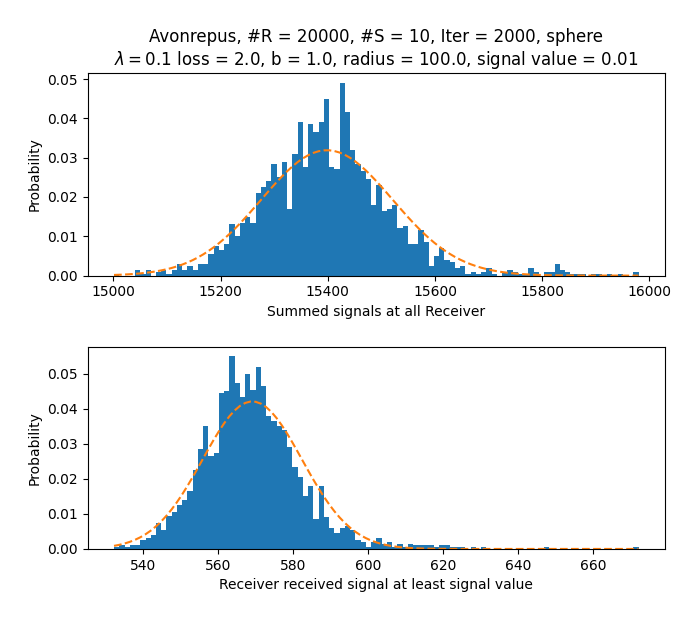 Avonrepus, #R = 20000, #S = 10, Iter = 2000, sphere
λ = 0.1 loss = 2.0, b = 1.0, radius = 100.0, signal value = 0.01
0.05
0.04
0.03
0.02
0.01
0.00
Probability
15000 15200 15400 15600 15800 16000
Summed signals at all Receiver
0.05
0.04
0.03
0.02
0.01
0.00
Probability
540 560 580 600 620 640 660
Receiver received signal at least signal value